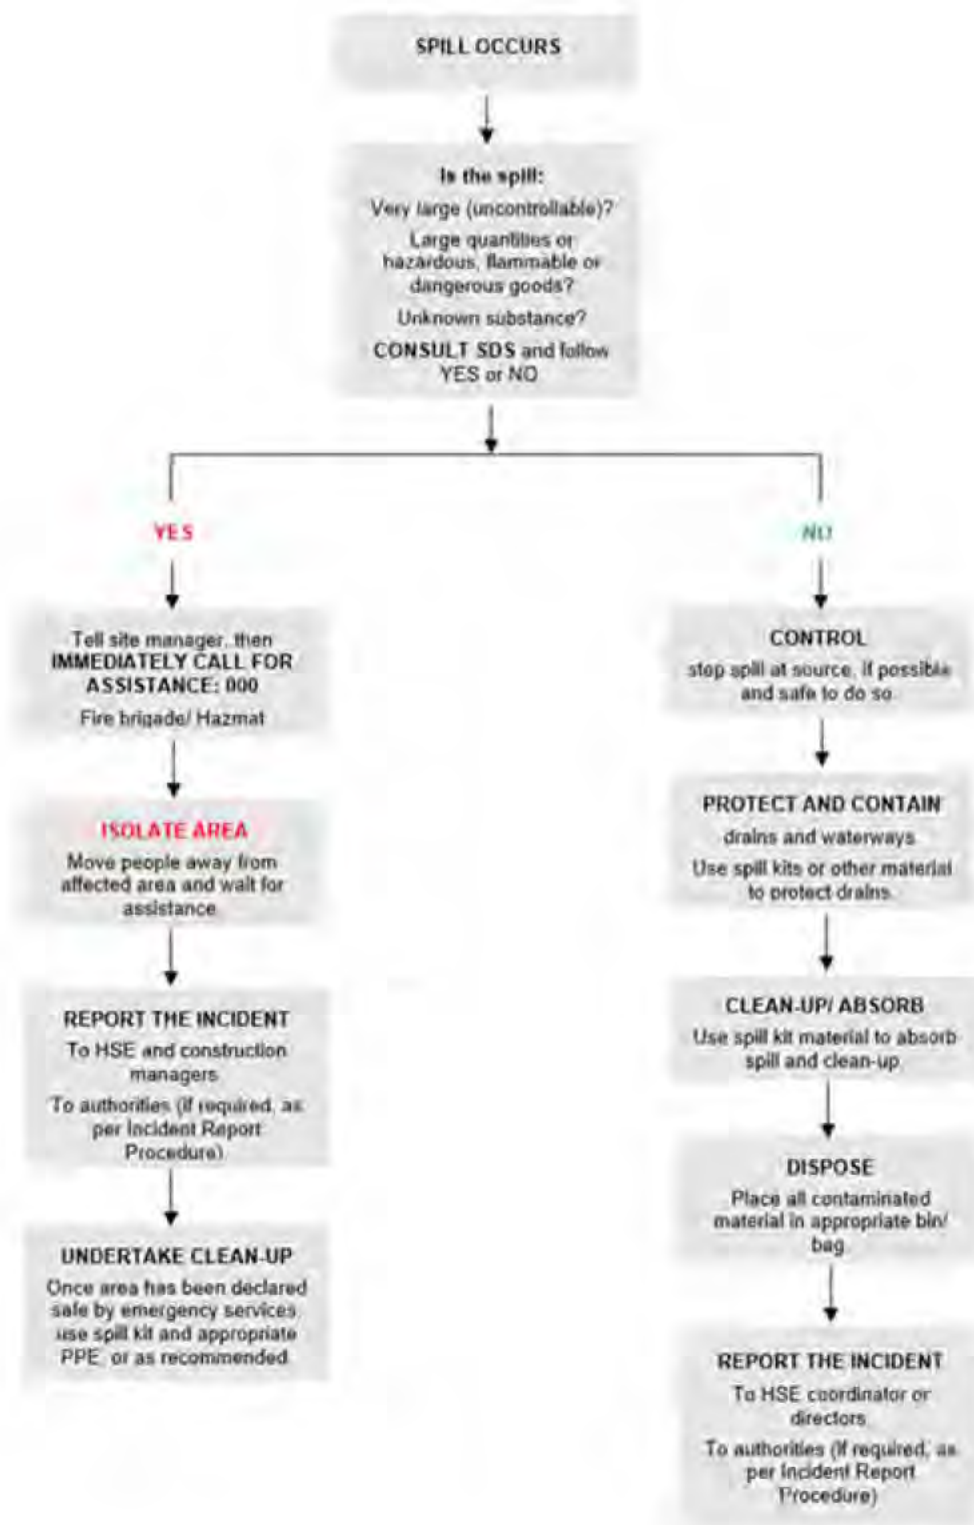 SPILL OCCURS
Is the spill:
Very large (uncontrollable)?
Large quantities or
hazardous, flammable or
dangerous goods?
Unknown substance?
CONSULT SDS and follow
YES or NO
YES
NO
Tell site manager, then
IMMEDIATELY CALL FOR
ASSISTANCE: 000
Fire brigade/ Hazmat
ISOLATE AREA
Move people away from
affected area and wait for
assistance
REPORT THE INCIDENT
To HSE and construction
managers
To authorities (if required, as
per Incident Report
Procedure)
UNDERTAKE CLEAN-UP
Once area has been declared
safe by emergency services
use spill kit and appropriate
PPE, or as recommended
CONTROL
stop spill at source, if possible
and safe to do so
PROTECT AND CONTAIN
drains and waterways
Use spill kits or other material
to protect drains
CLEAN-UP/ ABSORB
Use spill kit material to absorb
spill and clean-up
DISPOSE
Place all contaminated
material in appropriate bin/
bag
REPORT THE INCIDENT
To HSE coordinator or
directors
To authorities (if required, as
per Incident Report
Procedure)